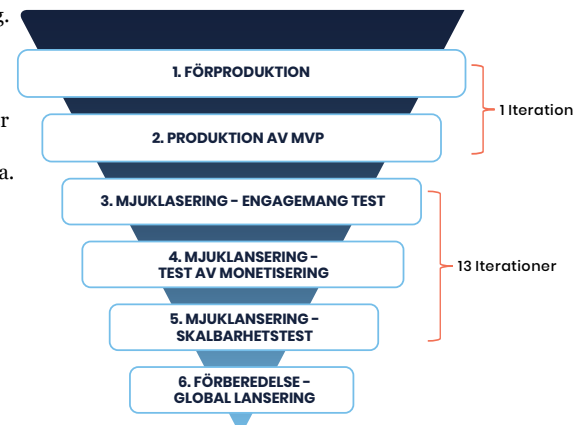 g.
1. FÖRPRODUKTION
1 Iteration
r
2. PRODUKTION AV MVP
a.
3. MJUKLASERING - ENGAGEMANG TEST
4. MJUKLANSERING -
TEST AV MONETISERING
13 Iterationer
5. MJUKLANSERING -
SKALBARHETSTEST
6. FÖRBEREDELSE -
GLOBAL LANSERING